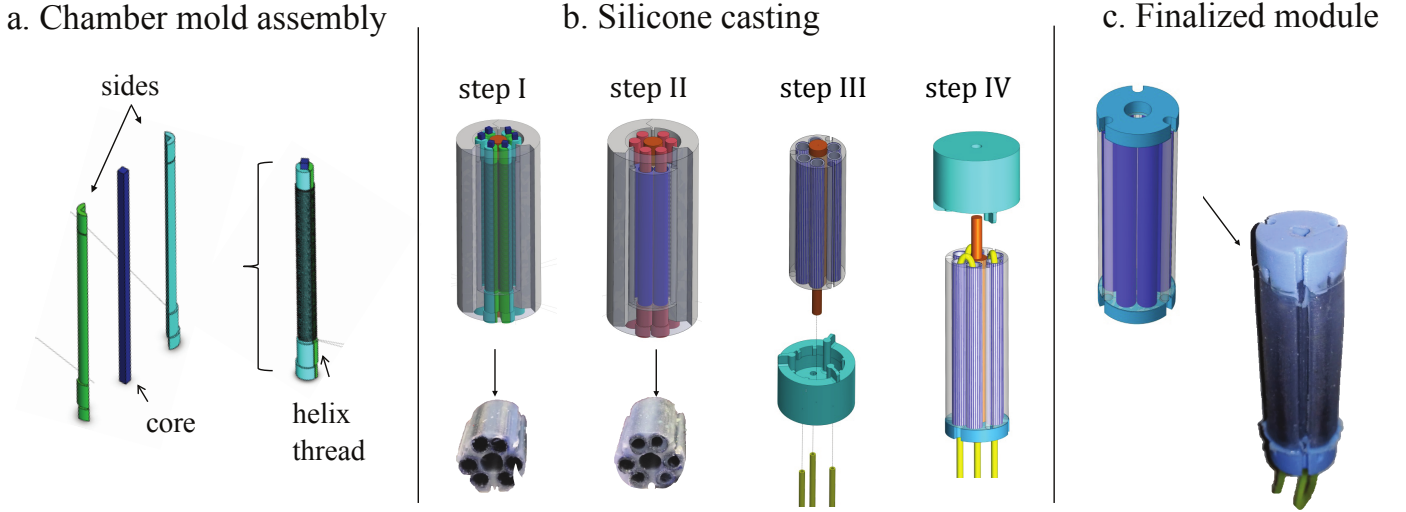 a. Chamber mold assembly
sides
core
helix
thread
b. Silicone casting
step I
step II
step III
step IV
c. Finalized module